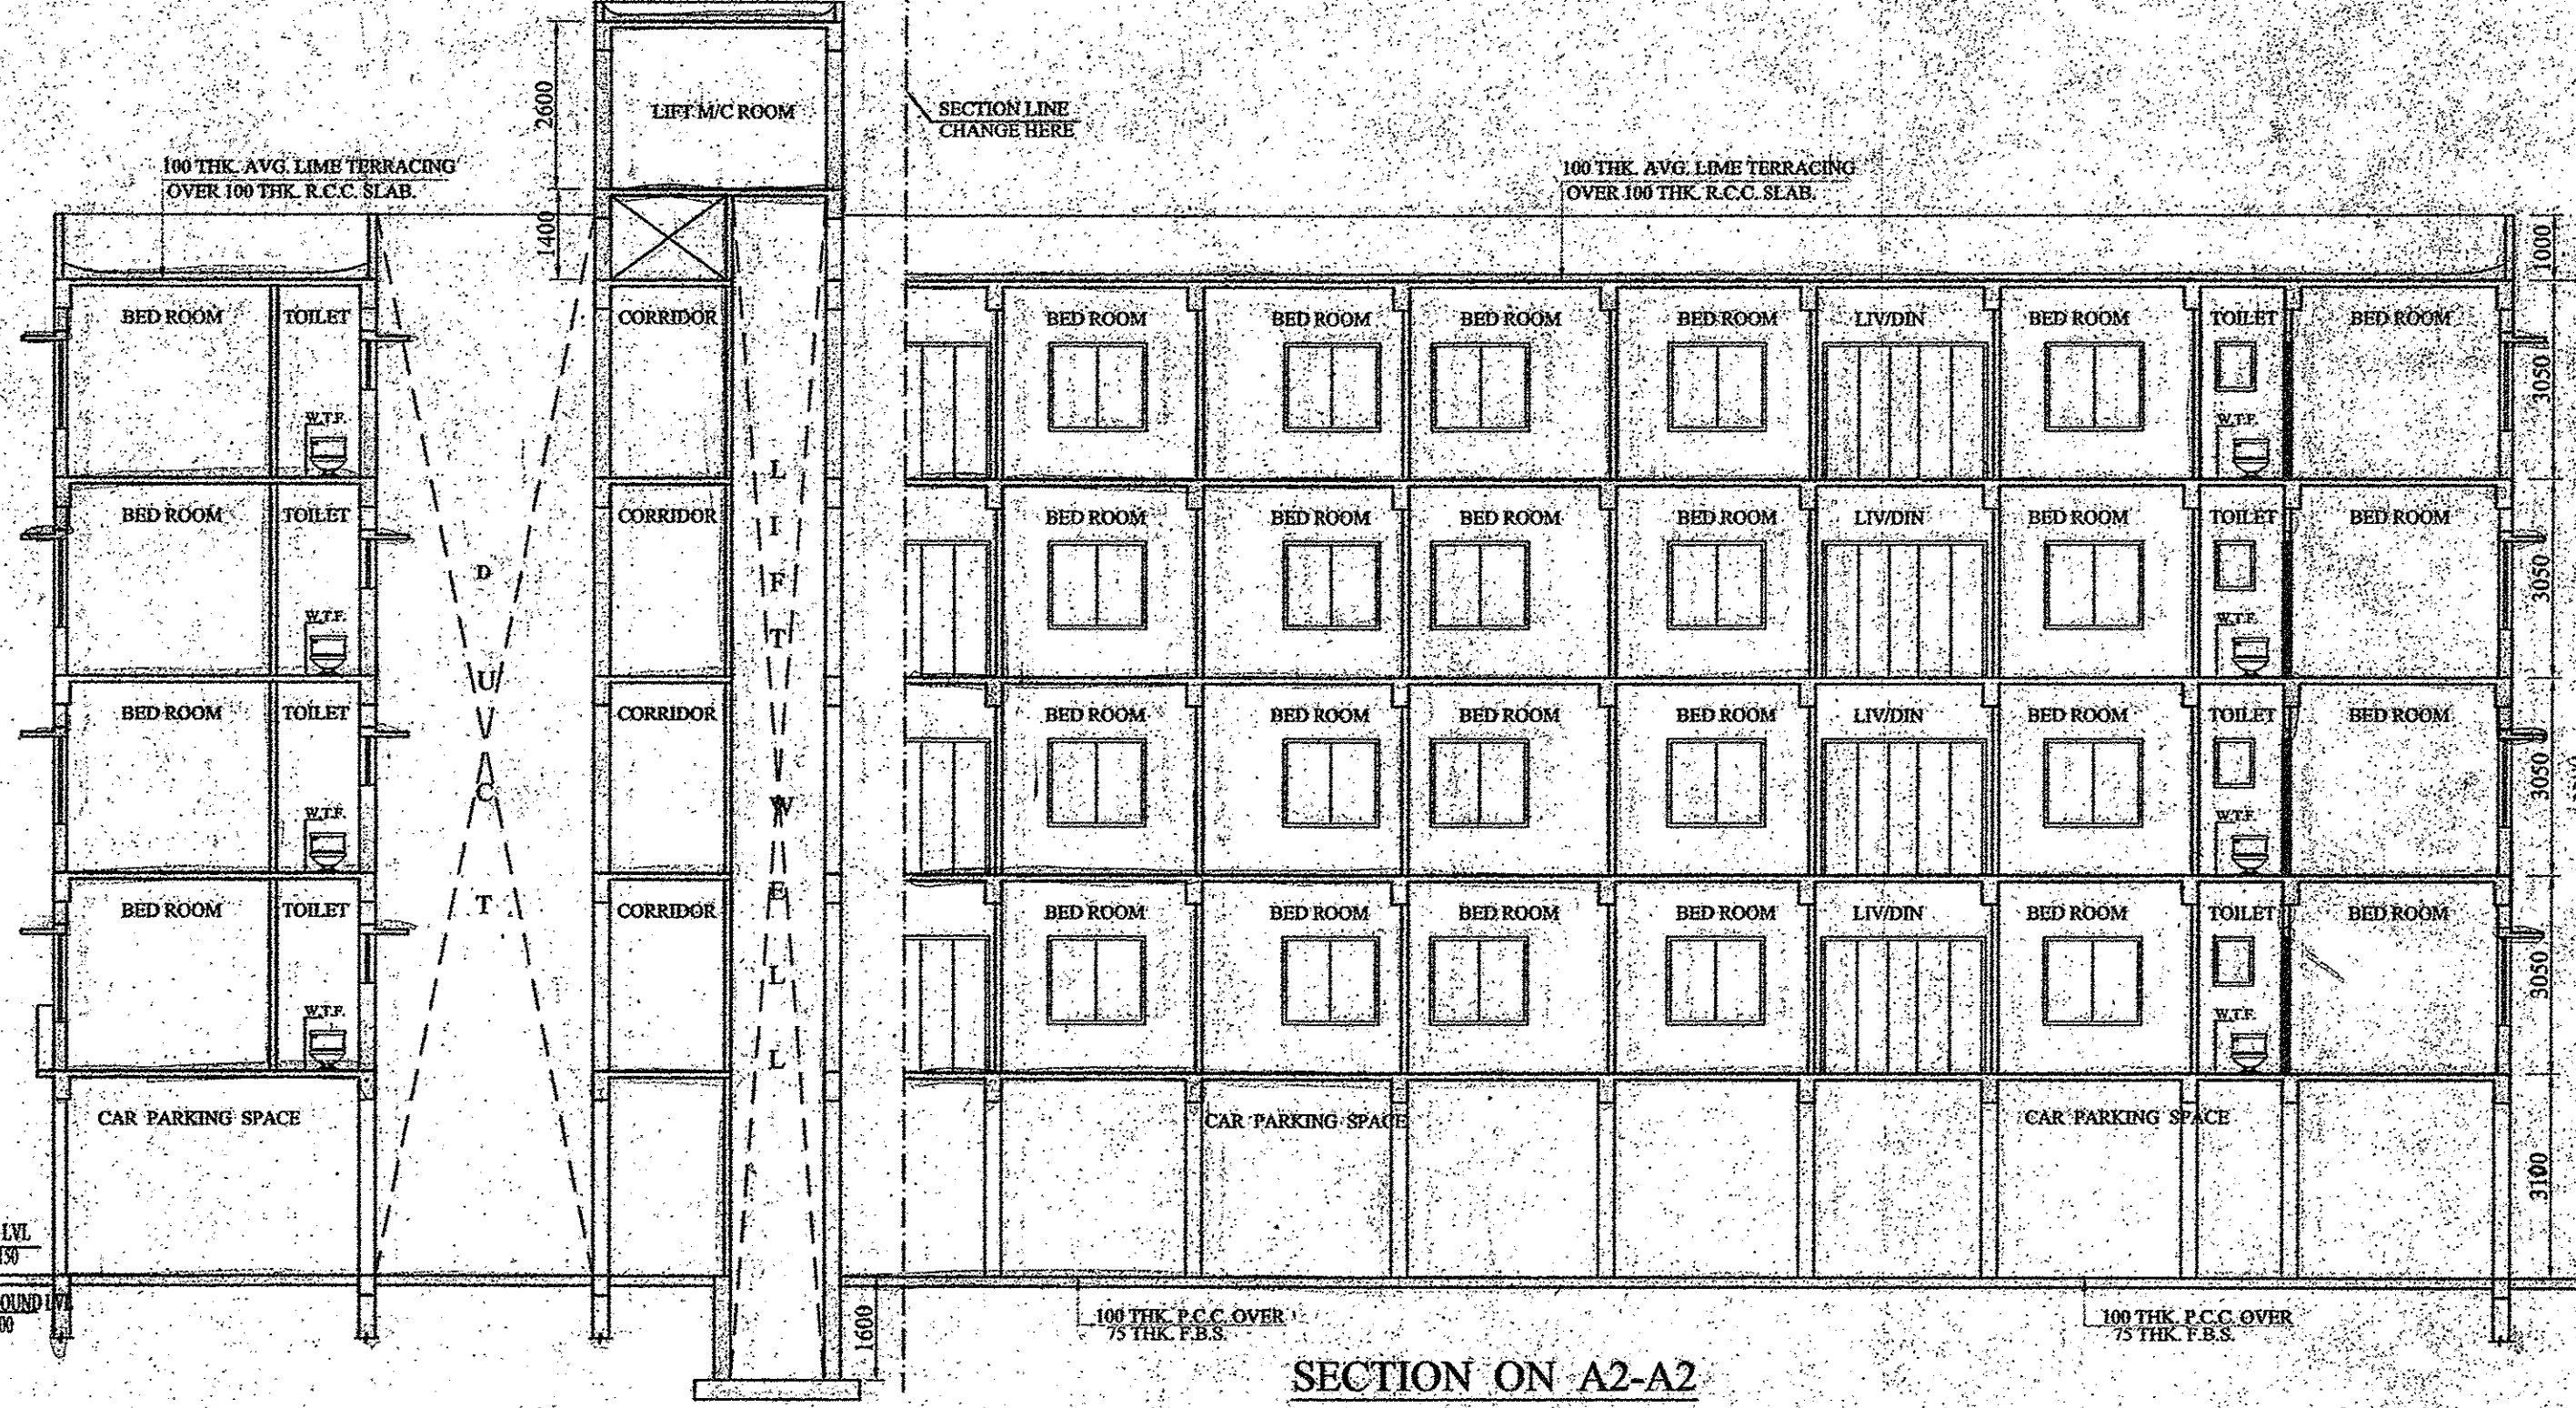 2600
LIFT M/C ROOM
SECTION LINE
CHANGE HERE
100 THK. AVG. LIME TERRACING
OVER 100 THK. R.C.C. SLAB.
100 THK. AVG. LIME TERRACING
OVER 100 THK. R.C.C. SLAB.
1400
1000
BED ROOM TOILET CORRIDOR BED ROOM BED ROOM BED ROOM BED ROOM LIV/DIN BED ROOM TOILET BED ROOM
3050
W.T.F. W.T.F.
BED ROOM TOILET CORRIDOR BED ROOM BED ROOM BED ROOM BED ROOM LIV/DIN BED ROOM TOILET BED ROOM
3050
W.T.F. W.T.F.
BED ROOM TOILET CORRIDOR BED ROOM BED ROOM BED ROOM BED ROOM LIV/DIN BED ROOM TOILET BED ROOM
3050
W.T.F. W.T.F.
BED ROOM TOILET CORRIDOR BED ROOM BED ROOM BED ROOM BED ROOM LIV/DIN BED ROOM TOILET BED ROOM
3050
W.T.F. W.T.F.
DUCT
LIFT WELL
CAR PARKING SPACE CAR PARKING SPACE CAR PARKING SPACE
3100
LVL
1600
100 THK. P.C.C. OVER
75 THK. F.B.S.
100 THK. P.C.C. OVER
75 THK. F.B.S.
SECTION ON A2-A2